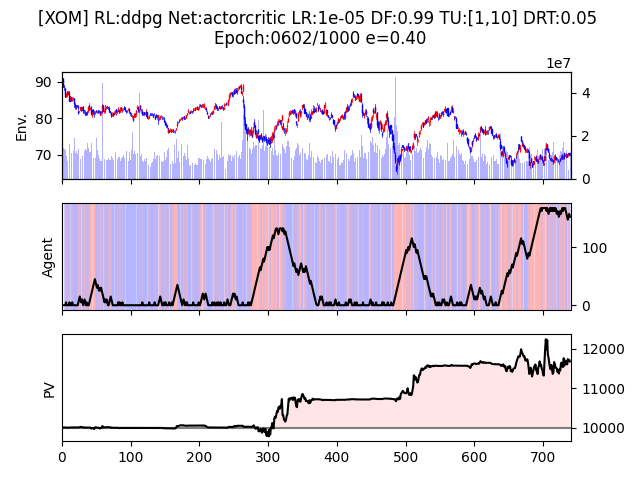 [XOM] RL:ddpg Net:actorcritic LR:1e-05 DF:0.99 TU:[1,10] DRT:0.05
Epoch:0602/1000 e=0.40
1e7
90
80
70
Env.
4
2
0
Agent
100
0
PV
12000
11000
10000
0 100 200 300 400 500 600 700